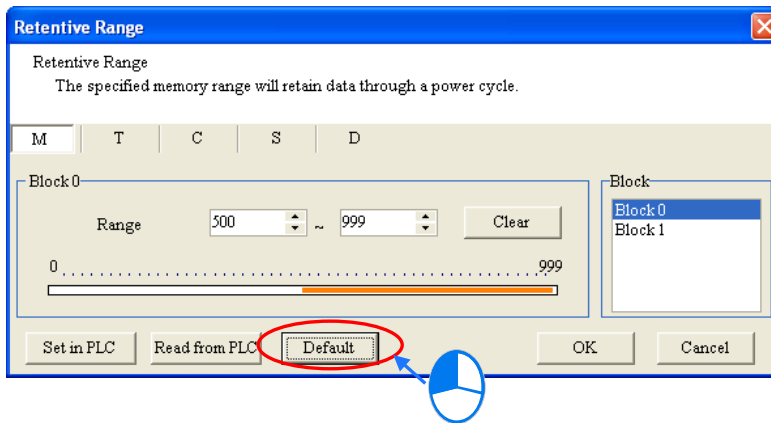 Retentive Range
Retentive Range
The specified memory range will retain data through a power cycle.
M T C S D
Block 0
Range 500 ~ 999 Clear
0 999
Block
Block 0
Block 1
Set in PLC Read from PLC Default OK Cancel